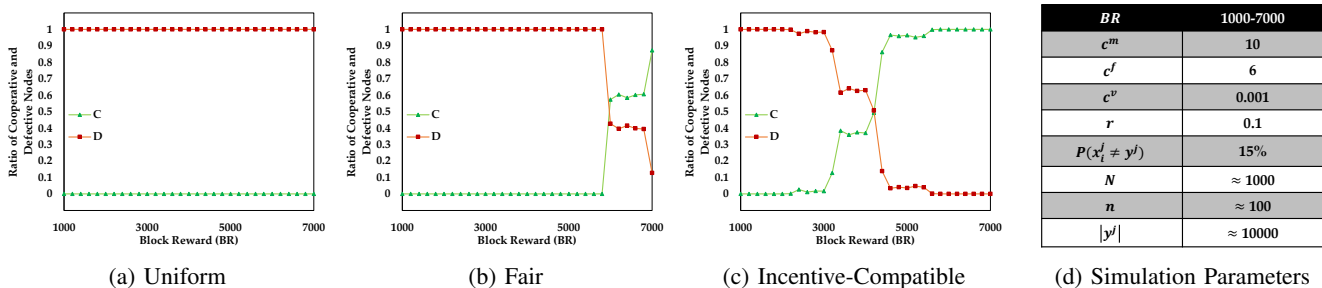 Ratio of Cooperative and
Defective Nodes
1
0.9
0.8
0.7
0.6
0.5
0.4
0.3
0.2
0.1
0
C
D
1000 3000 5000 7000
Block Reward (BR)
(a) Uniform
Ratio of Cooperative and
Defective Nodes
1
0.9
0.8
0.7
0.6
0.5
0.4
0.3
0.2
0.1
0
C
D
1000 3000 5000 7000
Block Reward (BR)
(b) Fair
Ratio of Cooperative and
Defective Nodes
1
0.9
0.8
0.7
0.6
0.5
0.4
0.3
0.2
0.1
0
C
D
1000 3000 5000 7000
Block Reward (BR)
(c) Incentive-Compatible
BR 1000-7000
c^m 10
c^f 6
c^v 0.001
r 0.1
P(x_i^j ≠ y^j) 15%
N ≈ 1000
n ≈ 100
|y^j| ≈ 10000
(d) Simulation Parameters